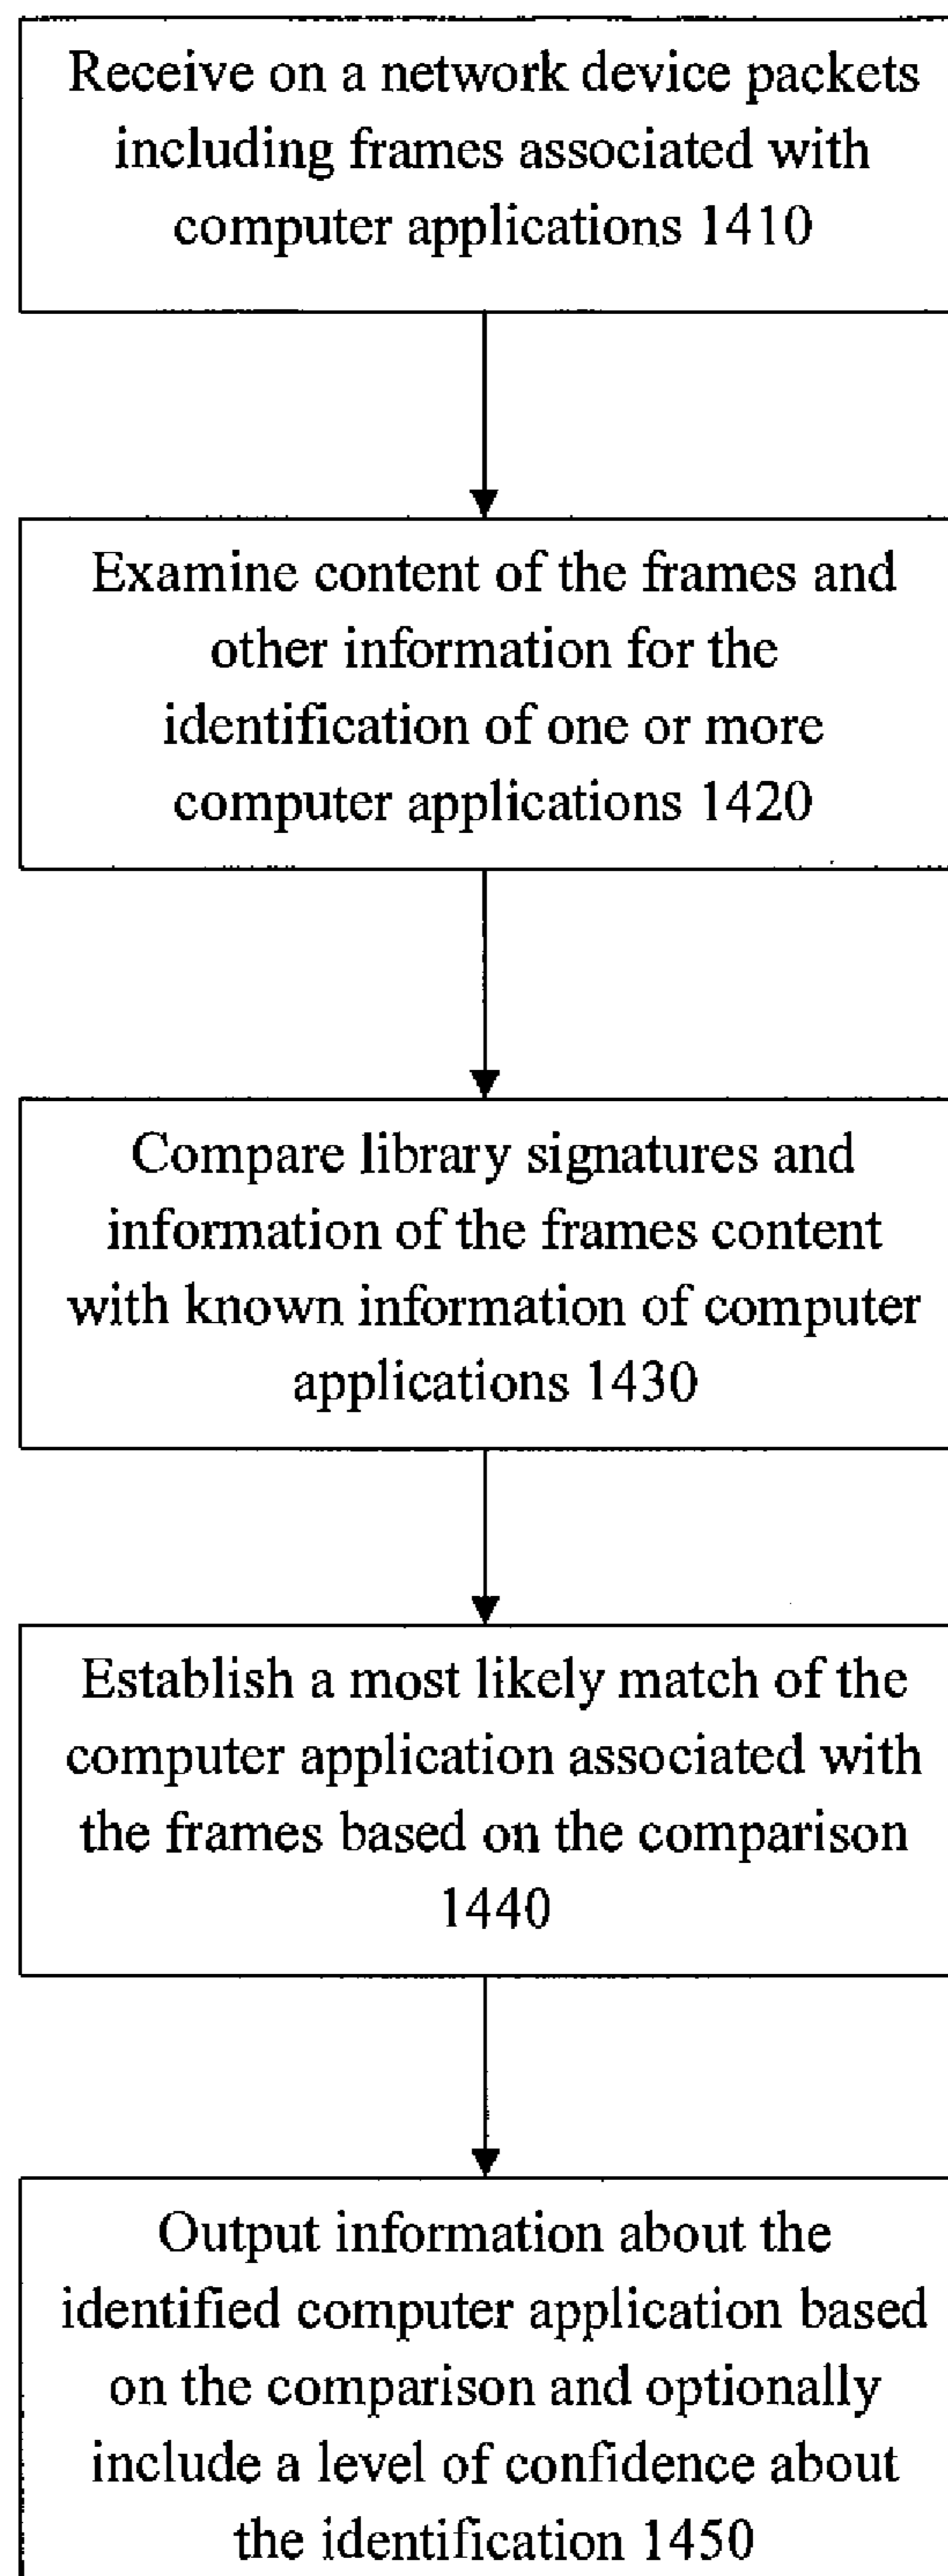 Receive on a network device packets
including frames associated with
computer applications 1410
Examine content of the frames and
other information for the
identification of one or more
computer applications 1420
Compare library signatures and
information of the frames content
with known information of computer
applications 1430
Establish a most likely match of the
computer application associated with
the frames based on the comparison
1440
Output information about the
identified computer application based
on the comparison and optionally
include a level of confidence about
the identification 1450